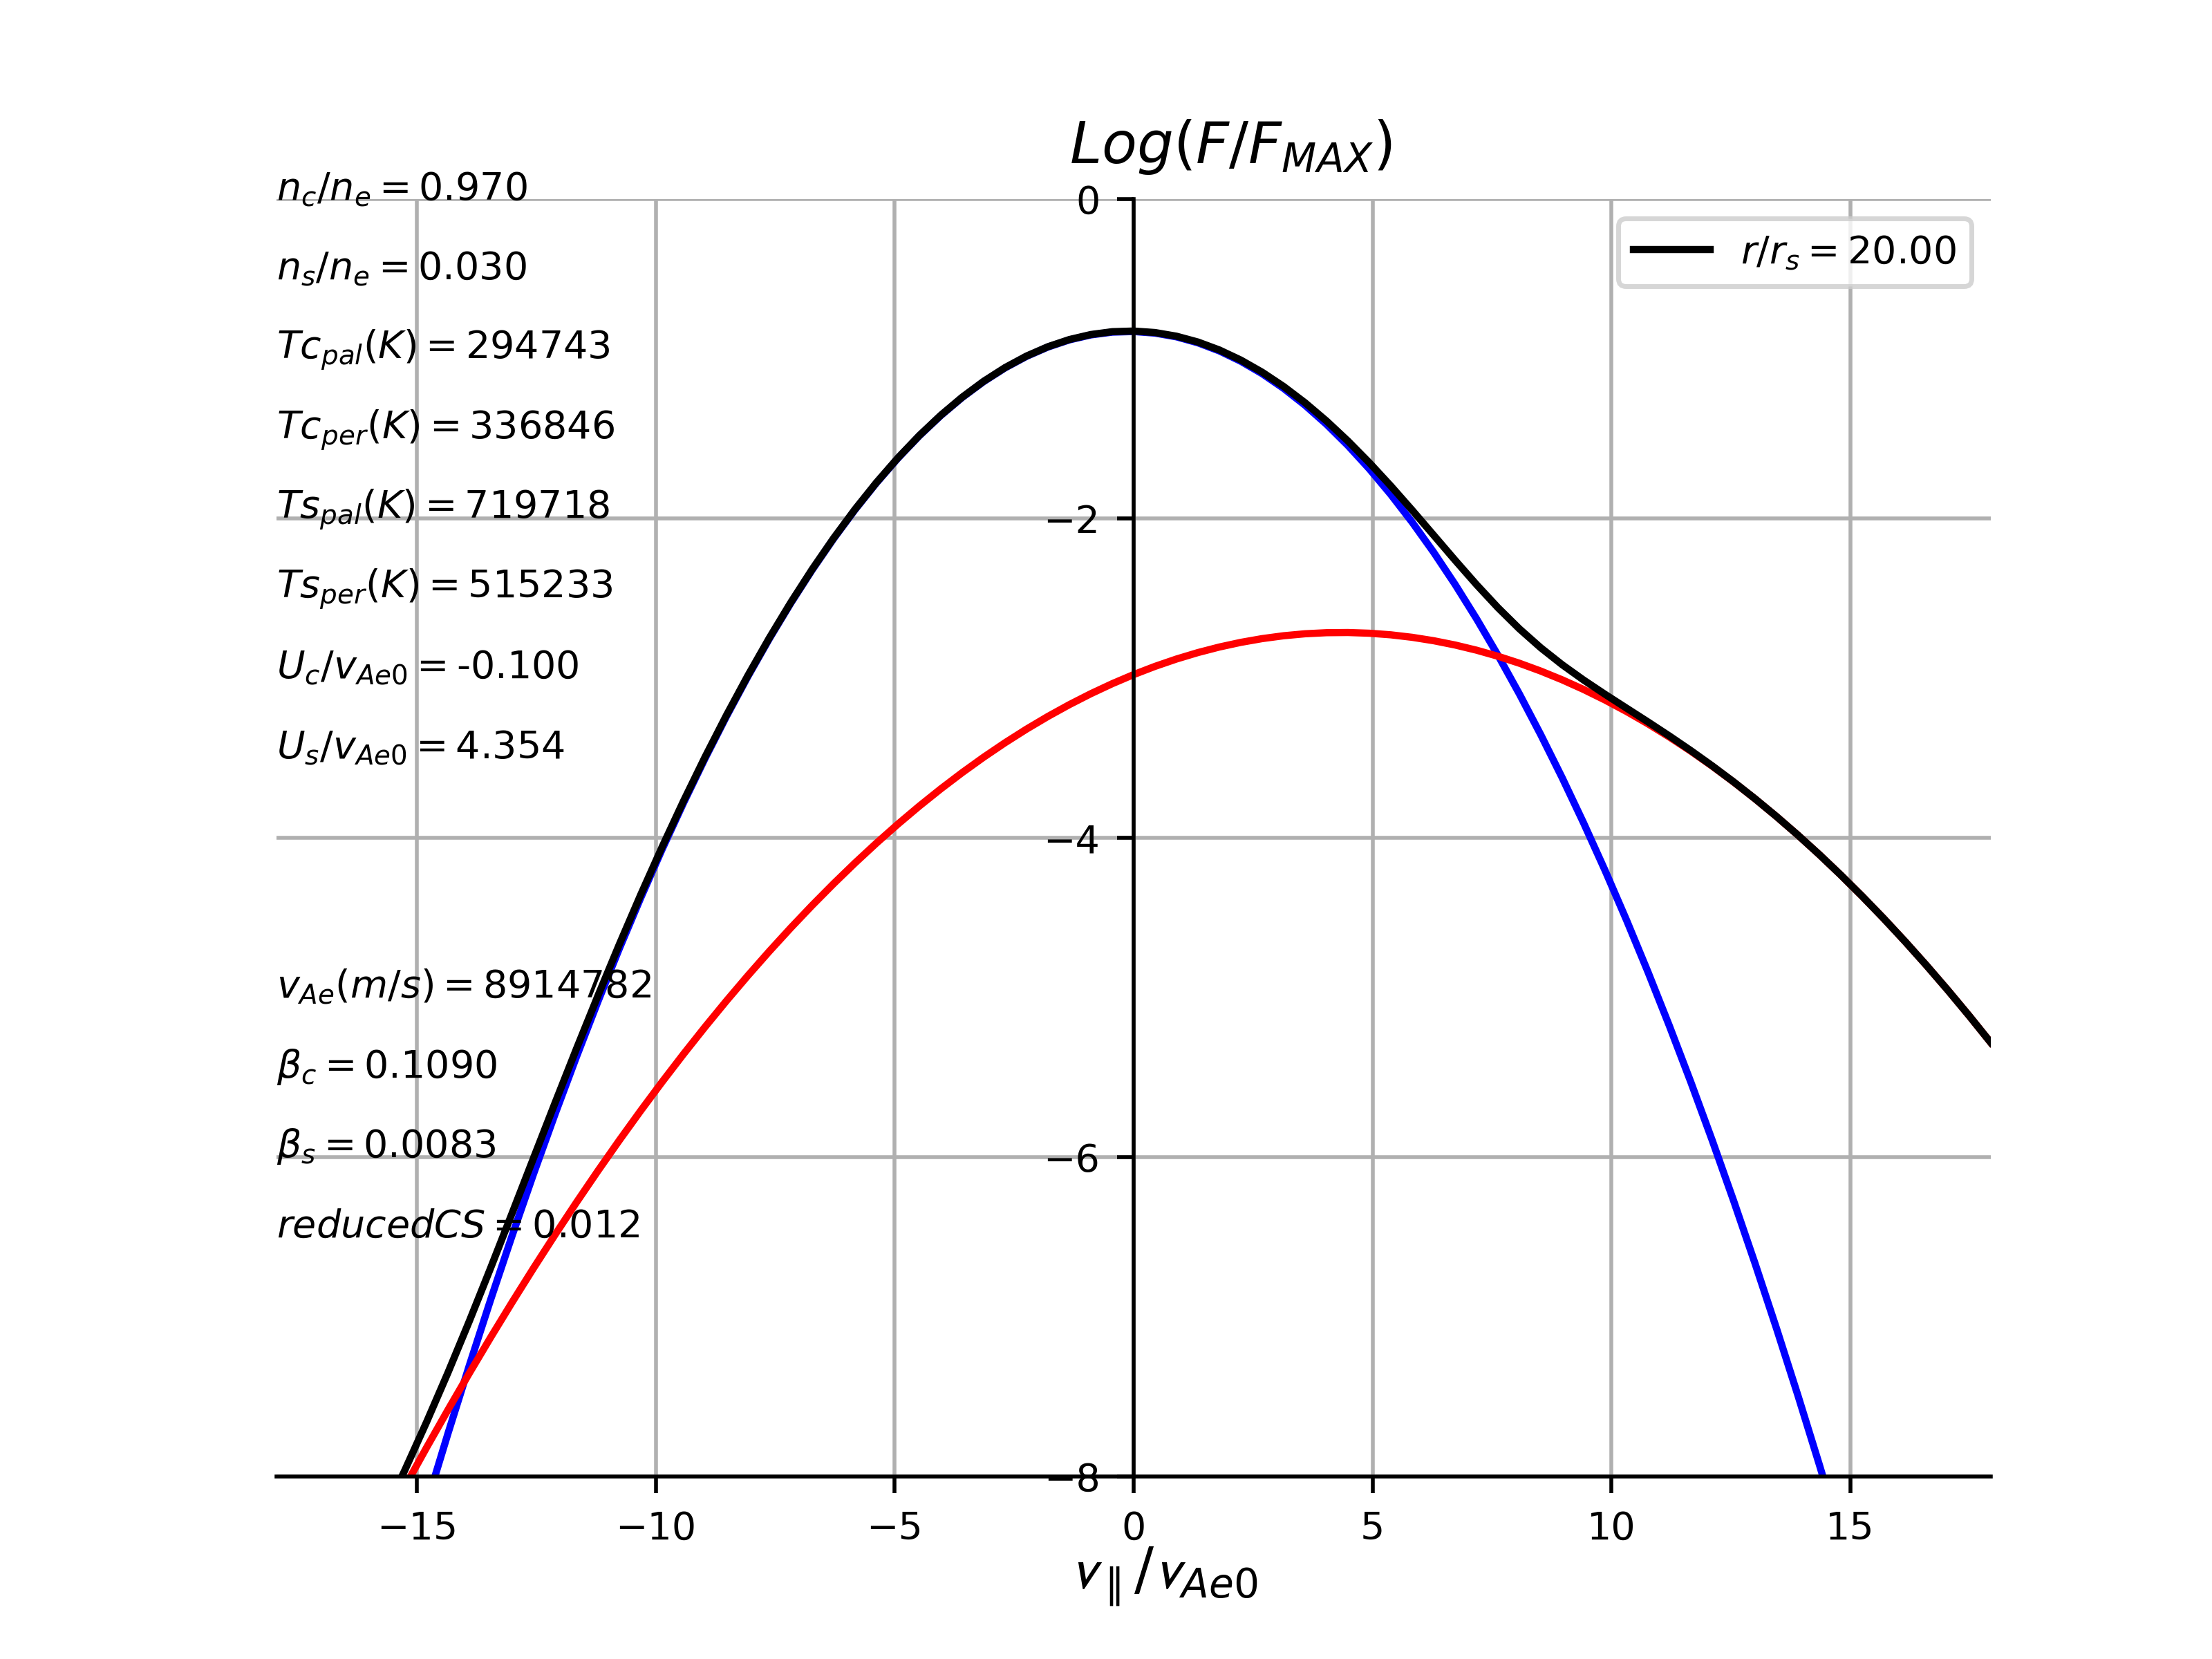 Log(F/F_MAX)
n_c/n_e = 0.970
0
r/r_s = 20.00
n_s/n_e = 0.030
Tc_pal(K) = 294743
Tc_per(K) = 336846
Ts_pal(K) = 719718
−2
Ts_per(K) = 515233
U_c/v_Ae0 = -0.100
U_s/v_Ae0 = 4.354
−4
v_Ae(m/s) = 8914782
β_c = 0.1090
β_s = 0.0083
−6
reducedCS = 0.012
−8
−15 −10 −5 0 5 10 15
v_∥/v_Ae0